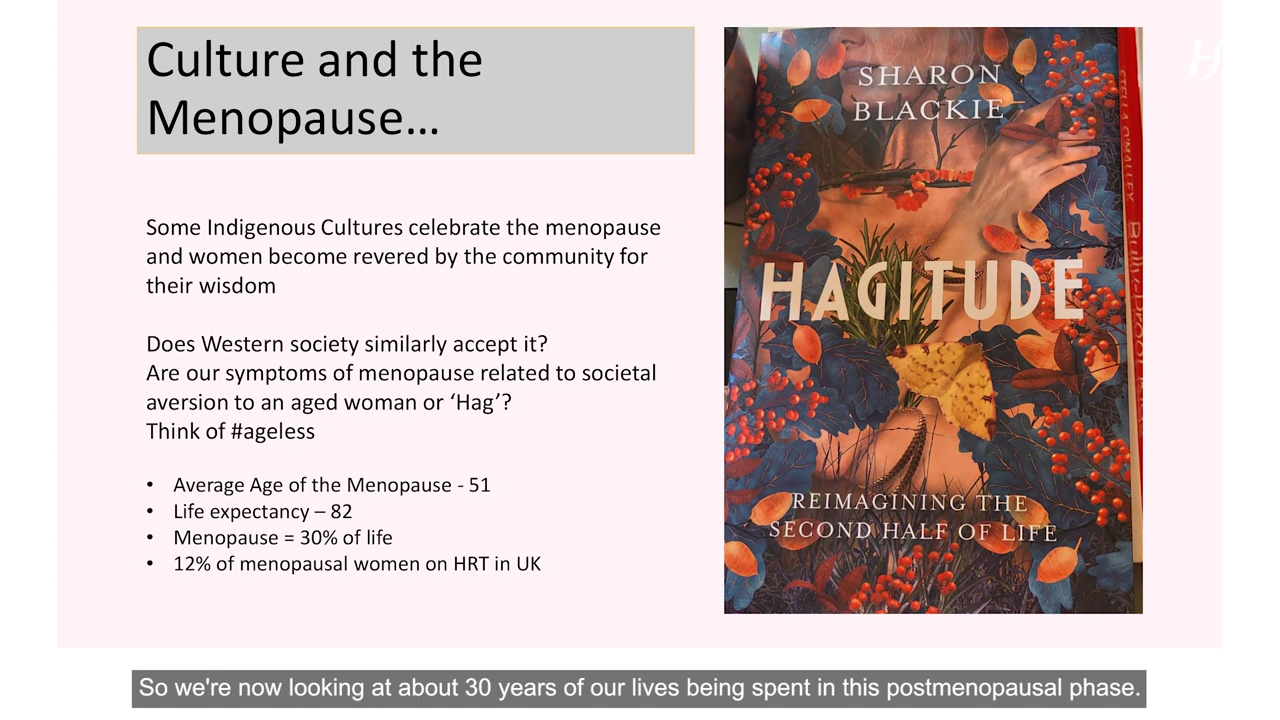 Culture and the
Menopause...
Some Indigenous Cultures celebrate the menopause
and women become revered by the community for
their wisdom
Does Western society similarly accept it?
Are our symptoms of menopause related to societal
aversion to an aged woman or ‘Hag’?
Think of #ageless
• Average Age of the Menopause - 51
• Life expectancy – 82
• Menopause = 30% of life
• 12% of menopausal women on HRT in UK
SHARON
BLACKIE
HAGITUDE
REIMAGINING THE
SECOND HALF OF LIFE
STELLA O'MALLEY
So we're now looking at about 30 years of our lives being spent in this postmenopausal phase.